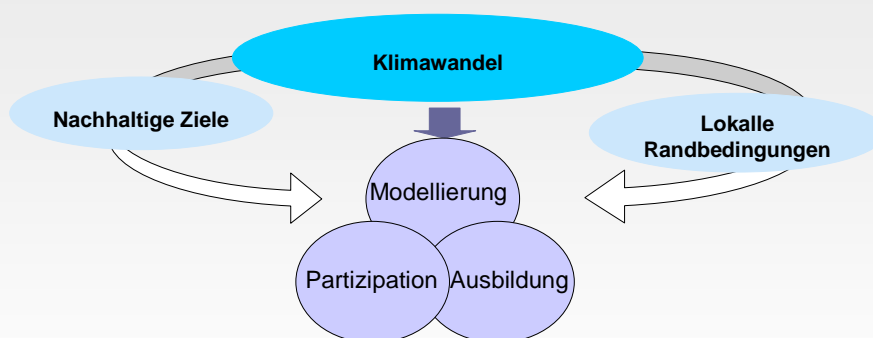 Klimawandel
Nachhaltige Ziele
Lokalle
Randbedingungen
Modellierung
Partizipation
Ausbildung